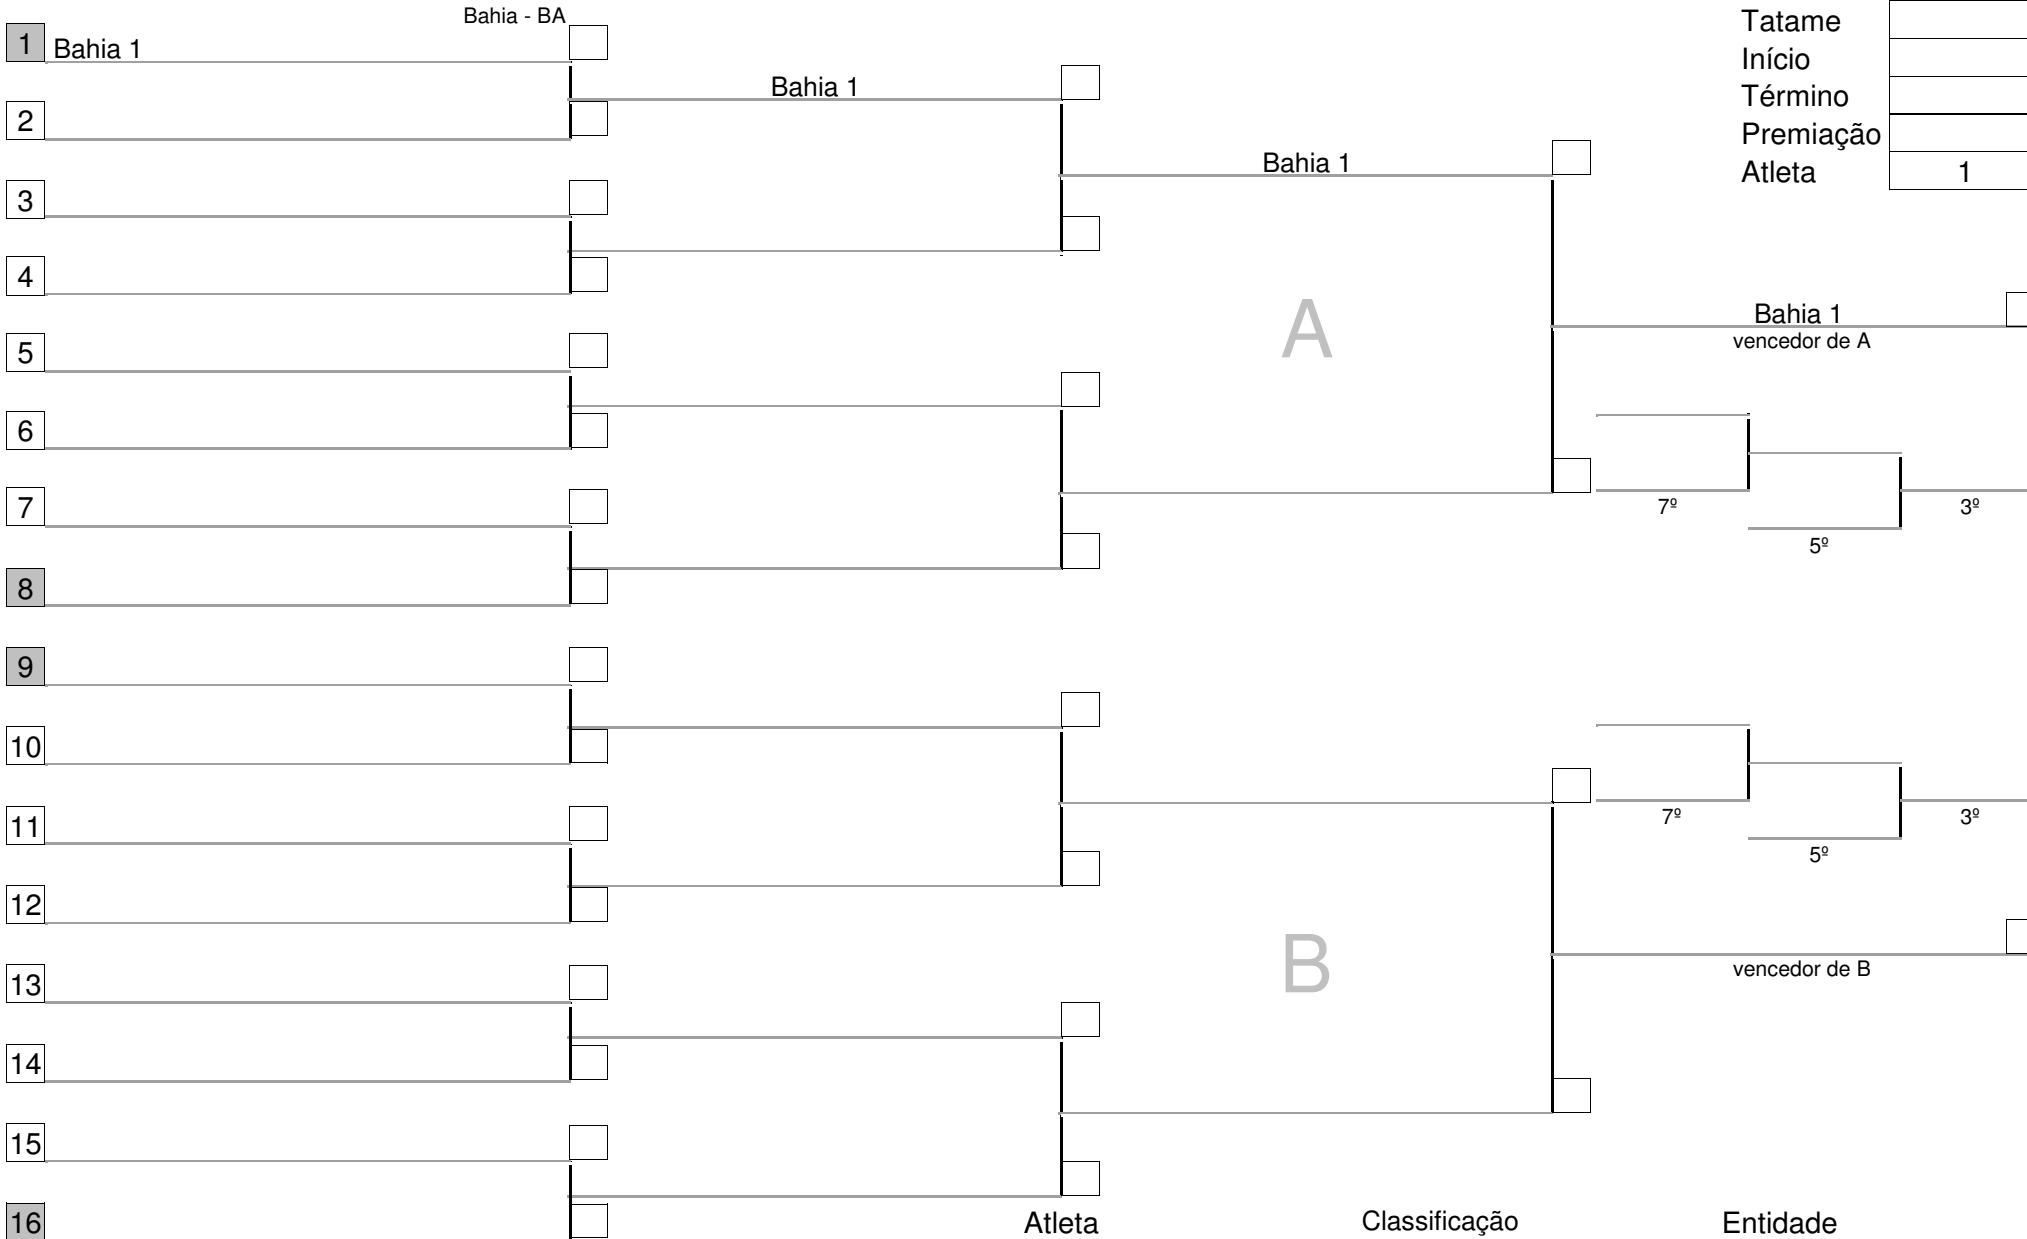 Bahia - BA
1 Bahia 1
2
3
4
5
6
7
8
9
10
11
12
13
14
15
16
Bahia 1
Bahia 1
A
B
Bahia 1
vencedor de A
7º
5º
3º
7º
5º
3º
vencedor de B
Tatame
Início
Término
Premiação
Atleta 1
Atleta Classificação Entidade